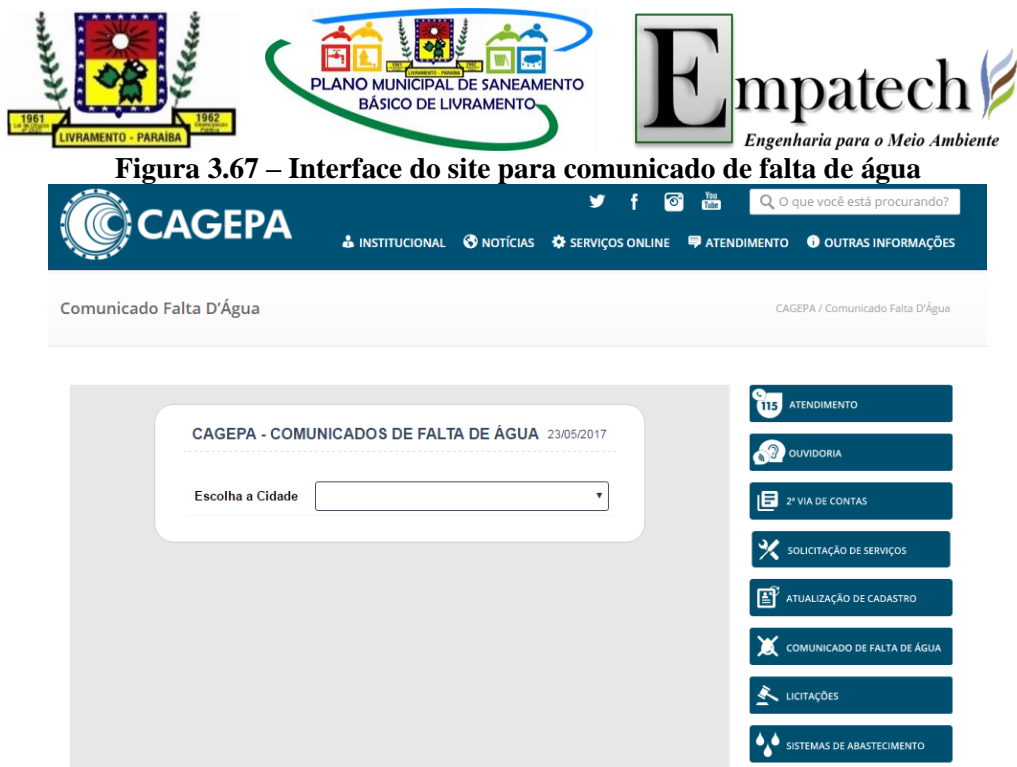 1961
1962
LIVRAMENTO - PARAÍBA
LIVRAMENTO - PARAÍBA
PLANO MUNICIPAL DE SANEAMENTO
BÁSICO DE LIVRAMENTO
Empatech
Engenharia para o Meio Ambiente
Figura 3.67 – Interface do site para comunicado de falta de água
CAGEPA
You Tube
O que você está procurando?
INSTITUCIONAL NOTÍCIAS SERVIÇOS ONLINE ATENDIMENTO OUTRAS INFORMAÇÕES
Comunicado Falta D'Água
CAGEPA / Comunicado Falta D'Água
CAGEPA - COMUNICADOS DE FALTA DE ÁGUA 23/05/2017
Escolha a Cidade
115 ATENDIMENTO
OUVIDORIA
2ª VIA DE CONTAS
SOLICITAÇÃO DE SERVIÇOS
ATUALIZAÇÃO DE CADASTRO
COMUNICADO DE FALTA DE ÁGUA
LICITAÇÕES
SISTEMAS DE ABASTECIMENTO